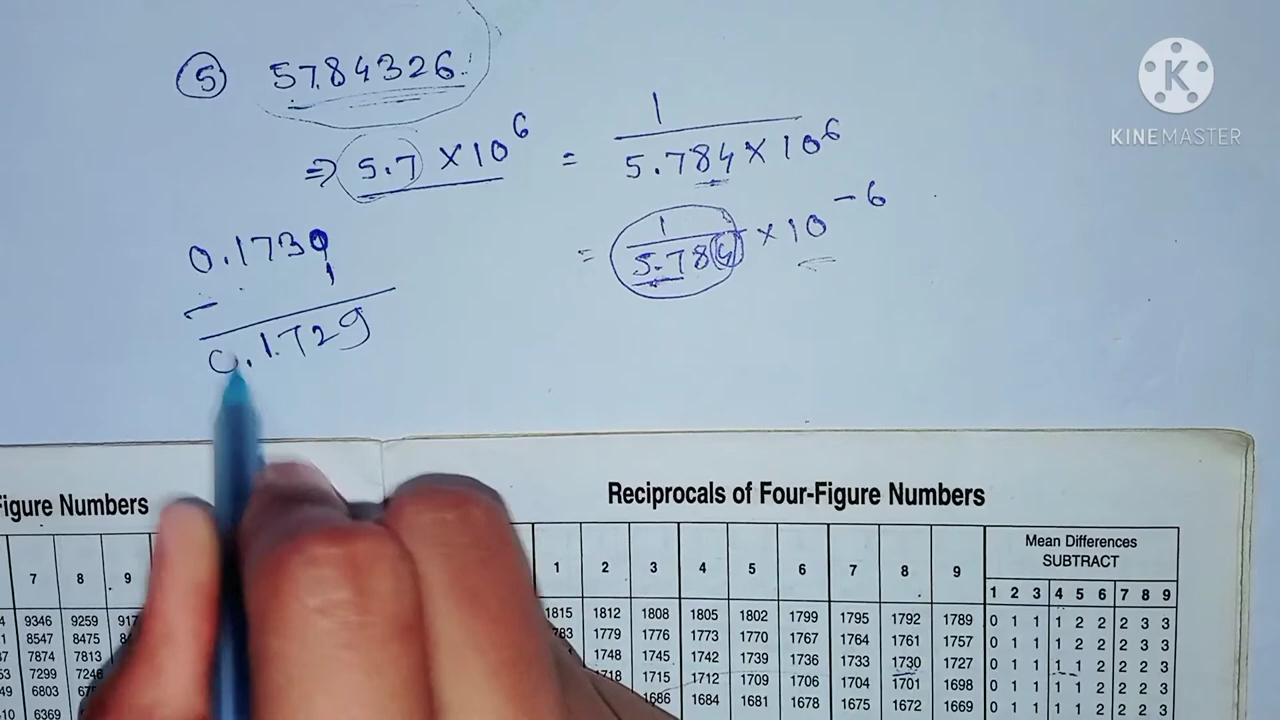 ⑤ 5784326.
⇒ 5.7 × 10^6 = 1 / 5.784 × 10^6
= 1 / 5.784 × 10^-6
0.1730
- 1
0.1729
K
KINEMASTER
Figure Numbers
Reciprocals of Four-Figure Numbers
Mean Differences
SUBTRACT
7 8 9 1 2 3 4 5 6 7 8 9 1 2 3 4 5 6 7 8 9
9346 9259 1815 1812 1808 1805 1802 1799 1795 1792 1789 0 1 1 1 2 2 2 3 3
8547 8475 1779 1776 1773 1770 1767 1764 1761 1757 0 1 1 1 2 2 2 3 3
7874 7813 1748 1745 1742 1739 1736 1733 1730 1727 0 1 1 1 1 2 2 2 3
7299 7246 1715 1712 1709 1706 1704 1701 1698 0 1 1 1 1 2 2 2 3
6803 1686 1684 1681 1678 1675 1672 1669 0 1 1 1 1 2 2 2 3
6369